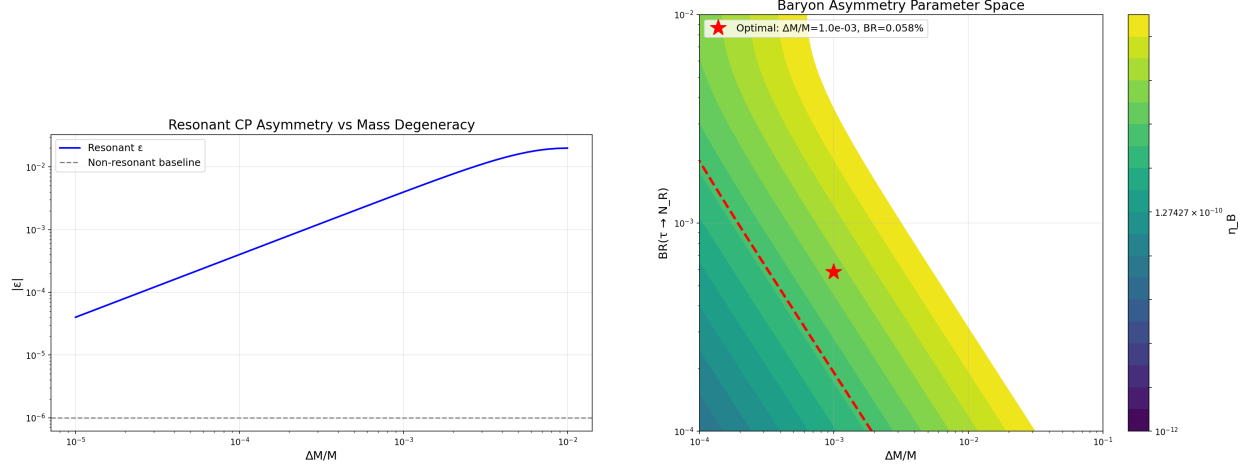 Resonant CP Asymmetry vs Mass Degeneracy
Resonant ε
Non-resonant baseline
|ε|
10⁻²
10⁻³
10⁻⁴
10⁻⁵
10⁻⁶
10⁻⁵
10⁻⁴
10⁻³
10⁻²
ΔM/M
Baryon Asymmetry Parameter Space
Optimal: ΔM/M=1.0e-03, BR=0.058%
BR(τ → N_R)
10⁻²
10⁻³
10⁻⁴
10⁻⁴
10⁻³
10⁻²
10⁻¹
ΔM/M
1.27427 × 10⁻¹⁰
10⁻¹²
η_B